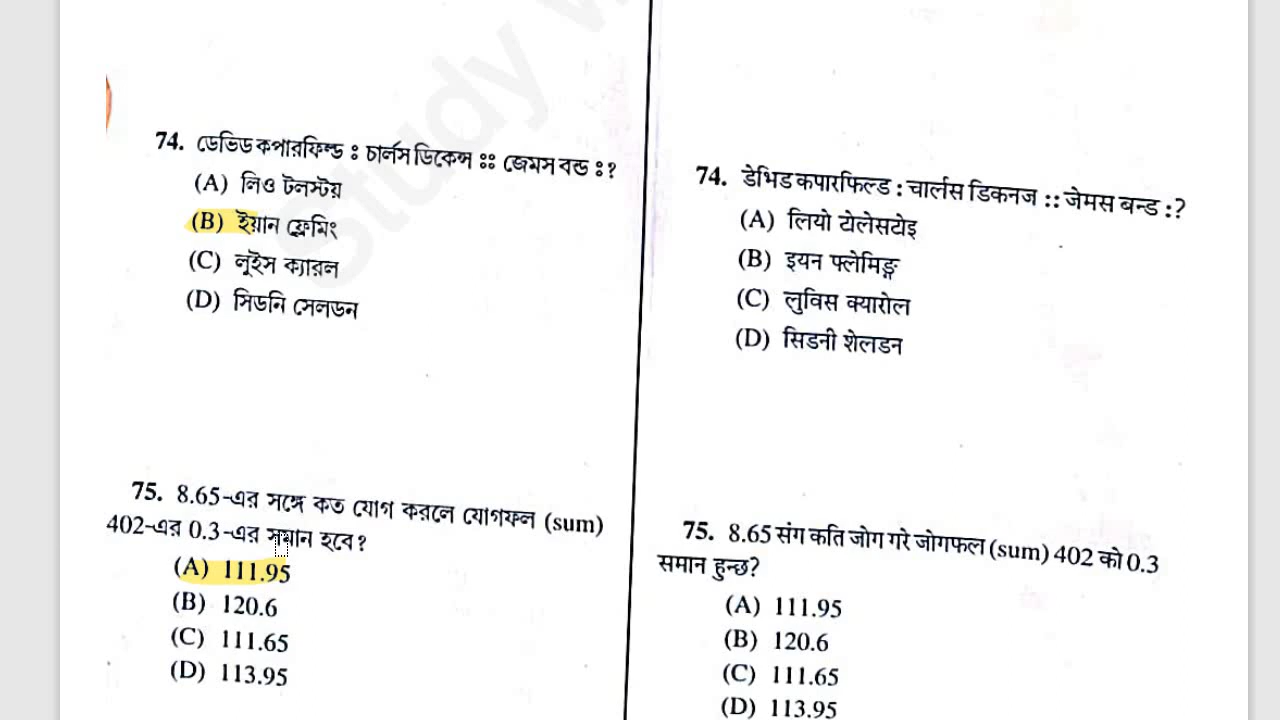 Study
74. ডেভিড কপারফিল্ড : চার্লস ডিকেন্স :: জেমস বন্ড : ?
(A) লিও টলস্টয়
(B) ইয়ান ফ্লেমিং
(C) লুইস ক্যারল
(D) সিডনি সেলডন
75. 8.65-এর সঙ্গে কত যোগ করলে যোগফল (sum)
402-এর 0.3-এর সমান হবে?
(A) 111.95
(B) 120.6
(C) 111.65
(D) 113.95
74. डेभिड कपारफिल्ड : चार्लस डिकनज :: जेमस बन्ड :?
(A) लियो टोलेसटोइ
(B) इयन फ्लेमिङ्ग
(C) लुविस क्यारोल
(D) सिडनी शेलडन
75. 8.65 संग कति जोग गरे जोगफल (sum) 402 को 0.3
समान हुन्छ?
(A) 111.95
(B) 120.6
(C) 111.65
(D) 113.95